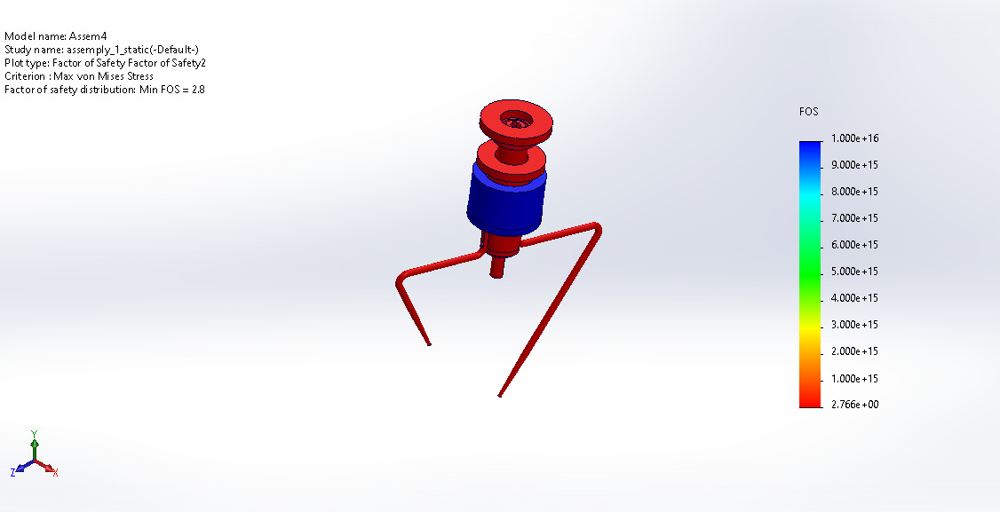 Model name: Assem4
Study name: assemply_1_static(-Default-)
Plot type: Factor of Safety Factor of Safety2
Criterion : Max von Mises Stress
Factor of safety distribution: Min FOS = 2.8
FOS
1.000e+16
9.000e+15
8.000e+15
7.000e+15
6.000e+15
5.000e+15
4.000e+15
3.000e+15
2.000e+15
1.000e+15
2.766e+00
Y
Z X